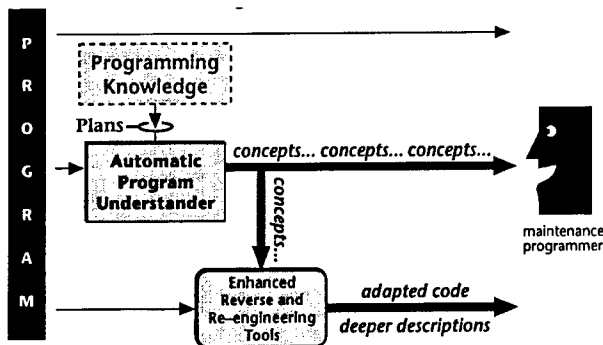 PROGRAM
Programming
Knowledge
Plans
Automatic
Program
Understander
concepts... concepts... concepts...
concepts...
maintenance
programmer
Enhanced
Reverse and
Re-engineering
Tools
adapted code
deeper descriptions